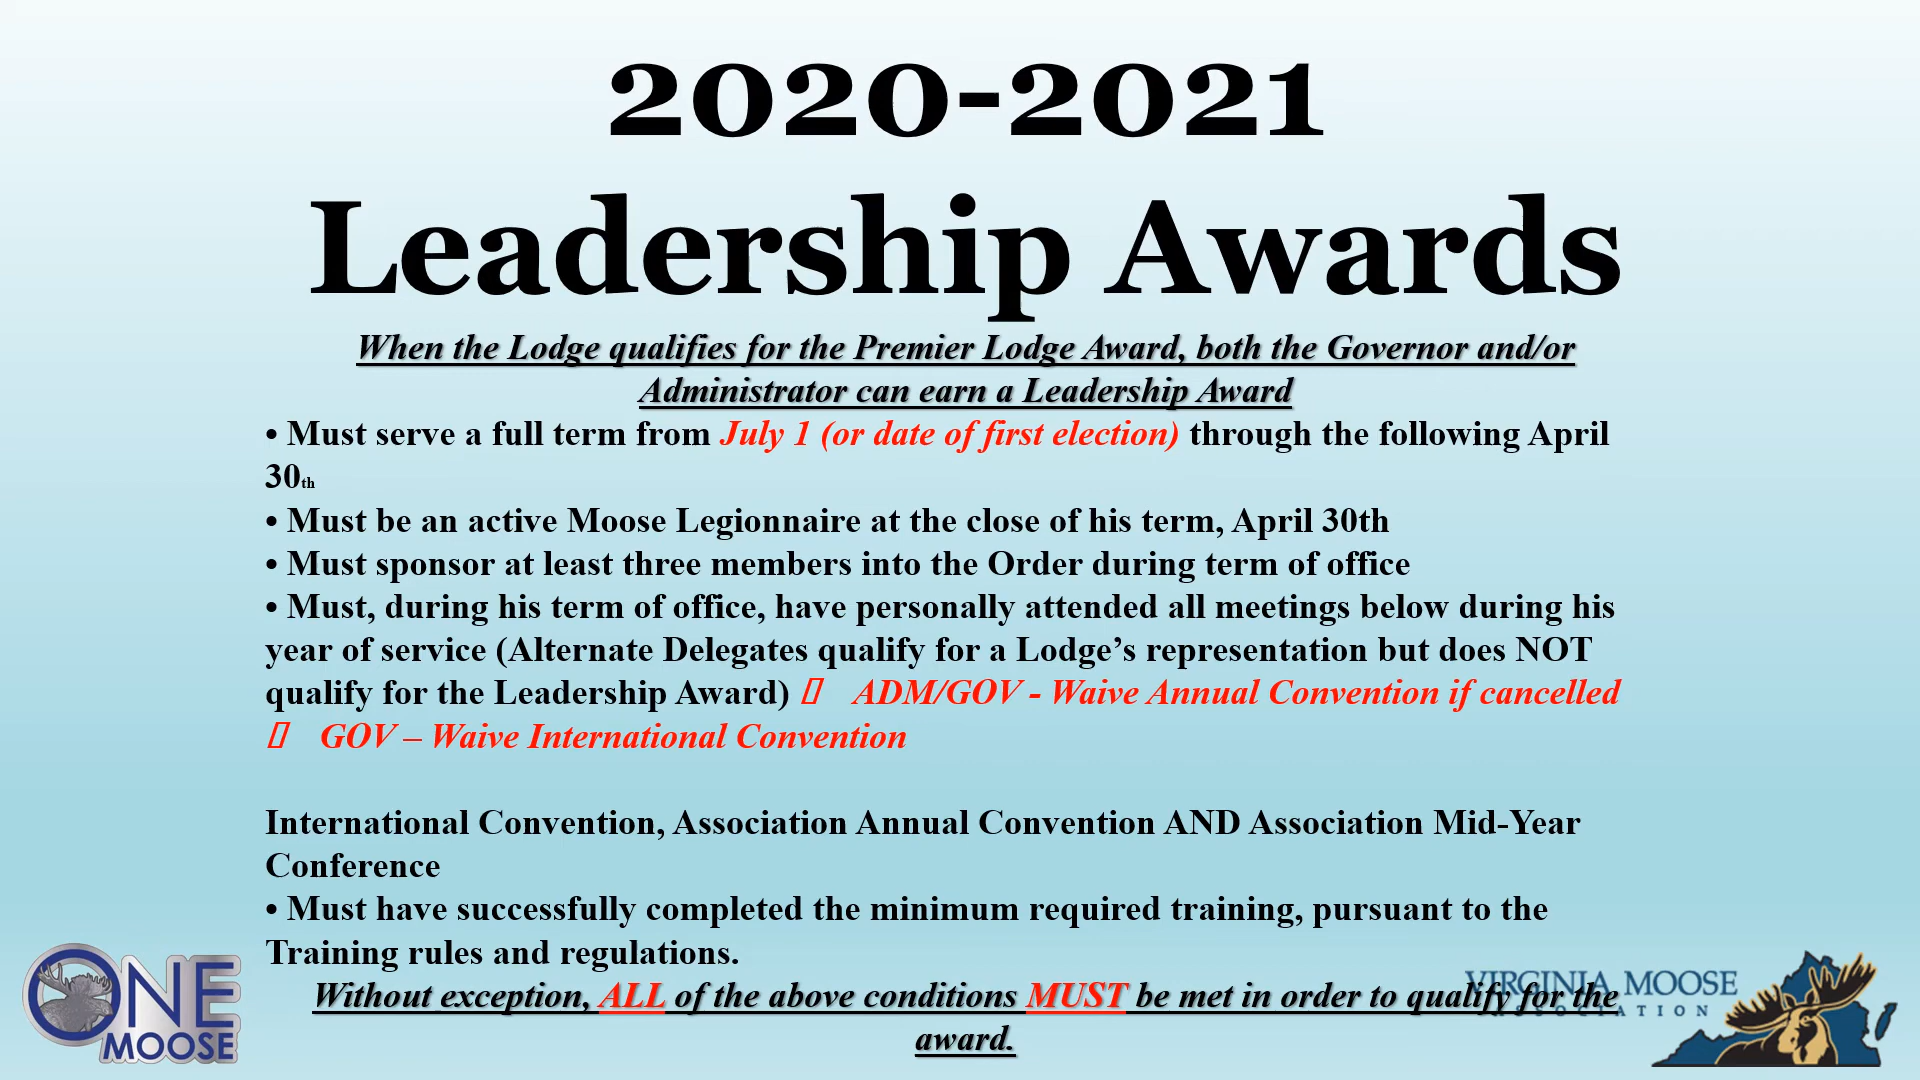 2020-2021
Leadership Awards
When the Lodge qualifies for the Premier Lodge Award, both the Governor and/or
Administrator can earn a Leadership Award
• Must serve a full term from July 1 (or date of first election) through the following April
30th
• Must be an active Moose Legionnaire at the close of his term, April 30th
• Must sponsor at least three members into the Order during term of office
• Must, during his term of office, have personally attended all meetings below during his
year of service (Alternate Delegates qualify for a Lodge’s representation but does NOT
qualify for the Leadership Award) ▯ ADM/GOV - Waive Annual Convention if cancelled
▯ GOV – Waive International Convention
International Convention, Association Annual Convention AND Association Mid-Year
Conference
• Must have successfully completed the minimum required training, pursuant to the
Training rules and regulations.
Without exception, ALL of the above conditions MUST be met in order to qualify for the
award.
ONE
MOOSE
VIRGINIA MOOSE
ASSOCIATION